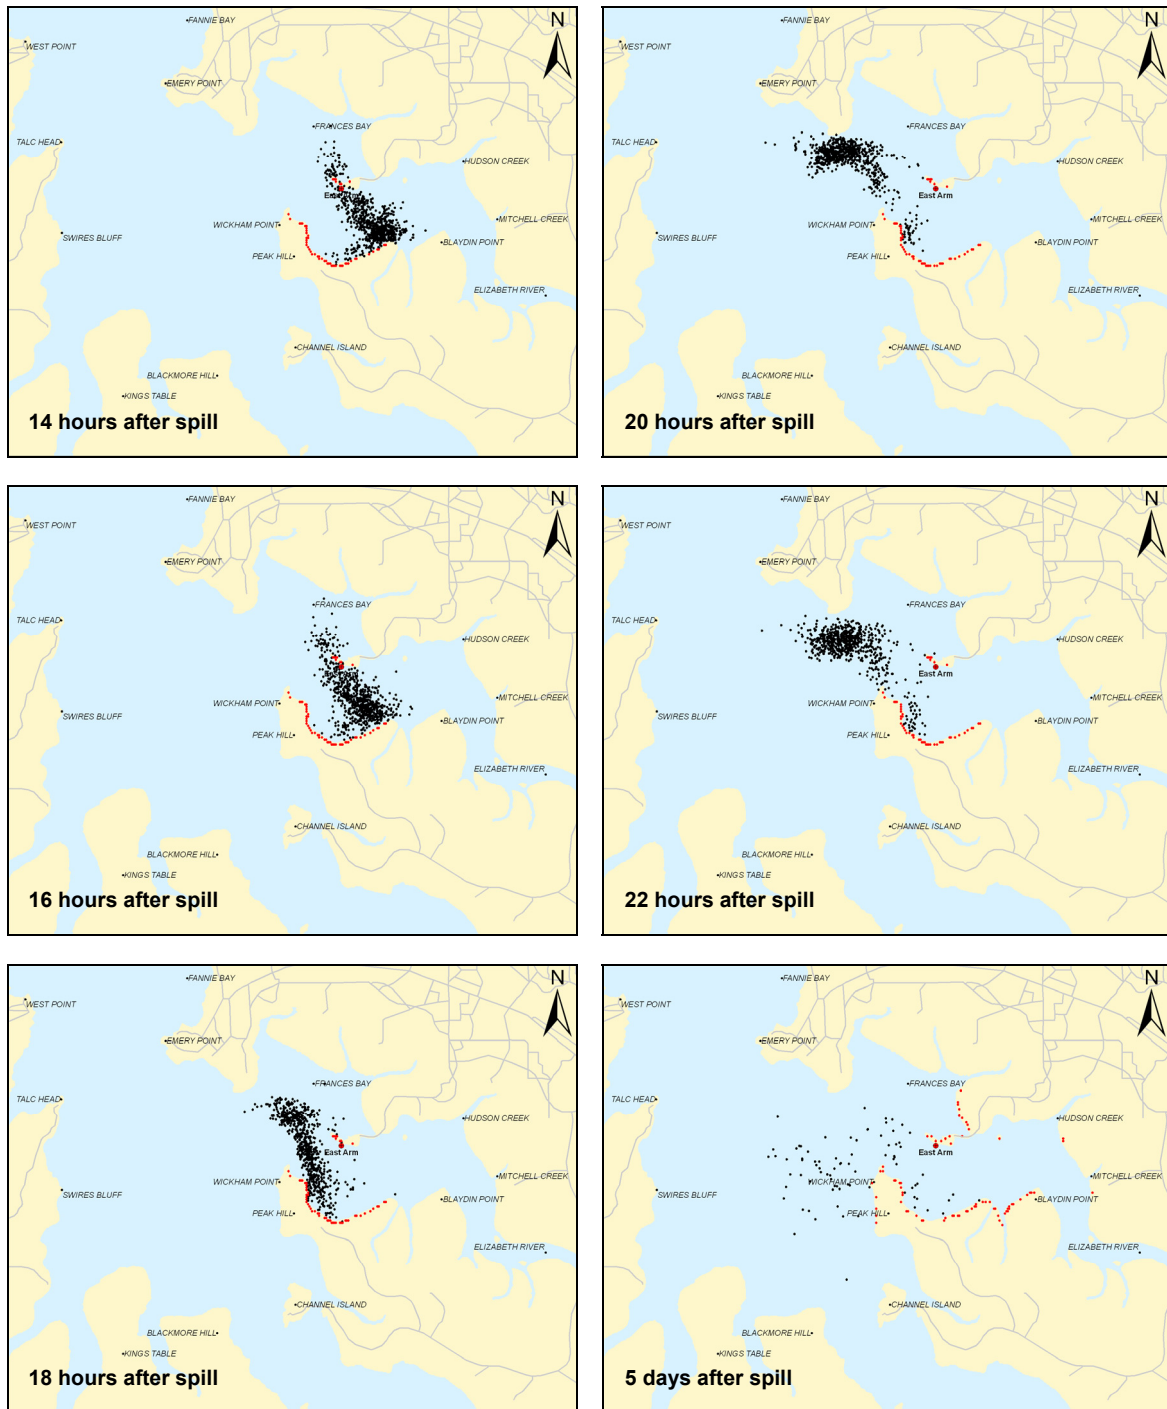 FANNIE BAY
N
WEST POINT
EMERY POINT
FRANCES BAY
TALC HEAD
HUDSON CREEK
East Arm
WICKHAM POINT
MITCHELL CREEK
SWIRES BLUFF
BLAYDIN POINT
PEAK HILL
ELIZABETH RIVER
CHANNEL ISLAND
BLACKMORE HILL
KINGS TABLE
14 hours after spill
FANNIE BAY
N
WEST POINT
EMERY POINT
FRANCES BAY
TALC HEAD
HUDSON CREEK
East Arm
WICKHAM POINT
MITCHELL CREEK
SWIRES BLUFF
BLAYDIN POINT
PEAK HILL
ELIZABETH RIVER
CHANNEL ISLAND
BLACKMORE HILL
KINGS TABLE
20 hours after spill
FANNIE BAY
N
WEST POINT
EMERY POINT
FRANCES BAY
TALC HEAD
HUDSON CREEK
East Arm
WICKHAM POINT
MITCHELL CREEK
SWIRES BLUFF
BLAYDIN POINT
PEAK HILL
ELIZABETH RIVER
CHANNEL ISLAND
BLACKMORE HILL
KINGS TABLE
16 hours after spill
FANNIE BAY
N
WEST POINT
EMERY POINT
FRANCES BAY
TALC HEAD
HUDSON CREEK
East Arm
WICKHAM POINT
MITCHELL CREEK
SWIRES BLUFF
BLAYDIN POINT
PEAK HILL
ELIZABETH RIVER
CHANNEL ISLAND
BLACKMORE HILL
KINGS TABLE
22 hours after spill
FANNIE BAY
N
WEST POINT
EMERY POINT
FRANCES BAY
TALC HEAD
HUDSON CREEK
East Arm
WICKHAM POINT
MITCHELL CREEK
SWIRES BLUFF
BLAYDIN POINT
PEAK HILL
ELIZABETH RIVER
CHANNEL ISLAND
BLACKMORE HILL
KINGS TABLE
18 hours after spill
FANNIE BAY
N
WEST POINT
EMERY POINT
FRANCES BAY
TALC HEAD
HUDSON CREEK
East Arm
WICKHAM POINT
MITCHELL CREEK
SWIRES BLUFF
BLAYDIN POINT
PEAK HILL
ELIZABETH RIVER
CHANNEL ISLAND
BLACKMORE HILL
KINGS TABLE
5 days after spill